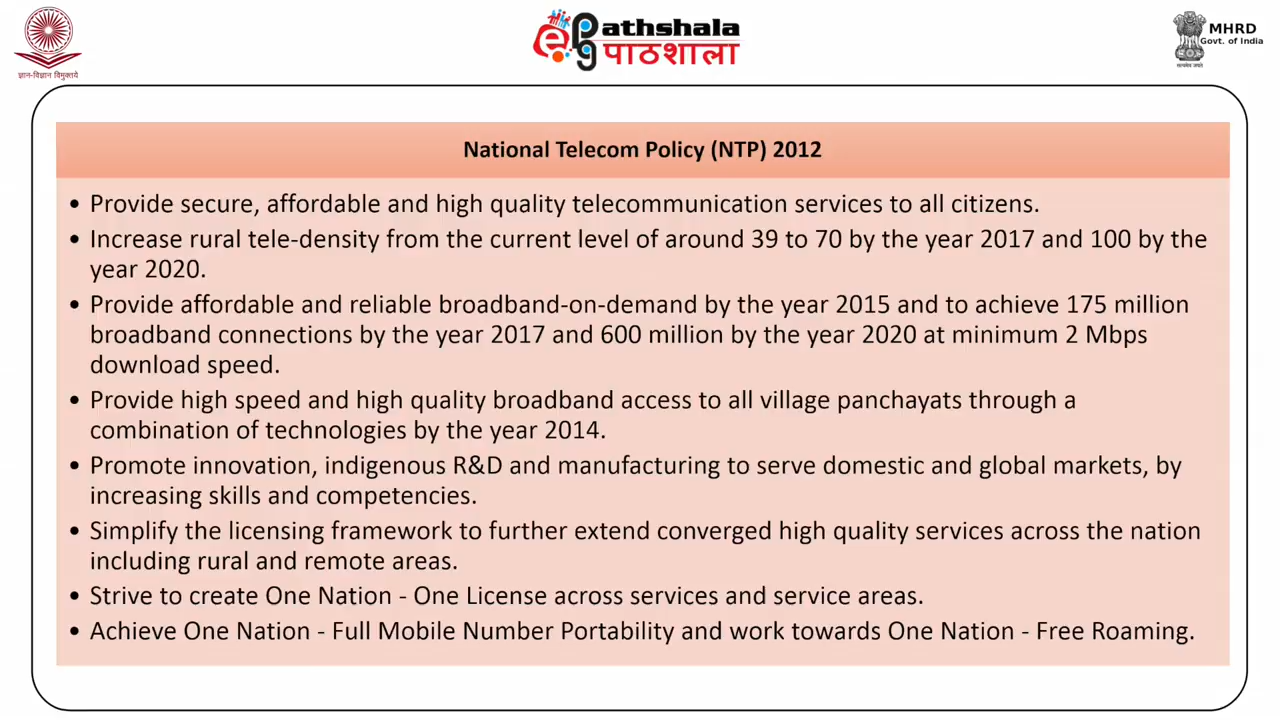 ज्ञान-विज्ञान विमुक्तये
epgathshala
पाठशाला
MHRD
Govt. of India
सत्यमेव जयते
National Telecom Policy (NTP) 2012
• Provide secure, affordable and high quality telecommunication services to all citizens.
• Increase rural tele-density from the current level of around 39 to 70 by the year 2017 and 100 by the
year 2020.
• Provide affordable and reliable broadband-on-demand by the year 2015 and to achieve 175 million
broadband connections by the year 2017 and 600 million by the year 2020 at minimum 2 Mbps
download speed.
• Provide high speed and high quality broadband access to all village panchayats through a
combination of technologies by the year 2014.
• Promote innovation, indigenous R&D and manufacturing to serve domestic and global markets, by
increasing skills and competencies.
• Simplify the licensing framework to further extend converged high quality services across the nation
including rural and remote areas.
• Strive to create One Nation - One License across services and service areas.
• Achieve One Nation - Full Mobile Number Portability and work towards One Nation - Free Roaming.